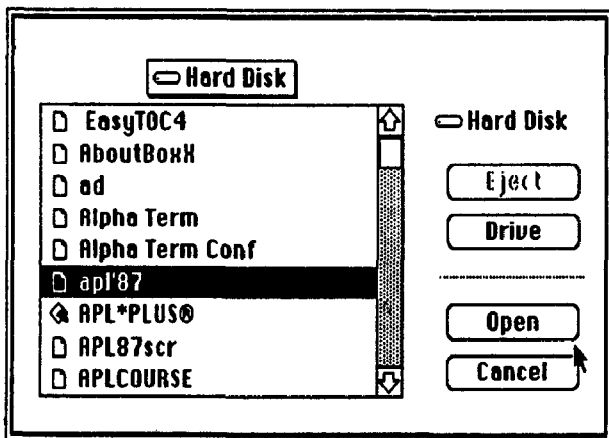 Hard Disk
EasyTOC4
AboutBoxX
ad
Alpha Term
Alpha Term Conf
apl'87
APL*PLUS®
APL87scr
APLCOURSE
Hard Disk
Eject
Drive
Open
Cancel